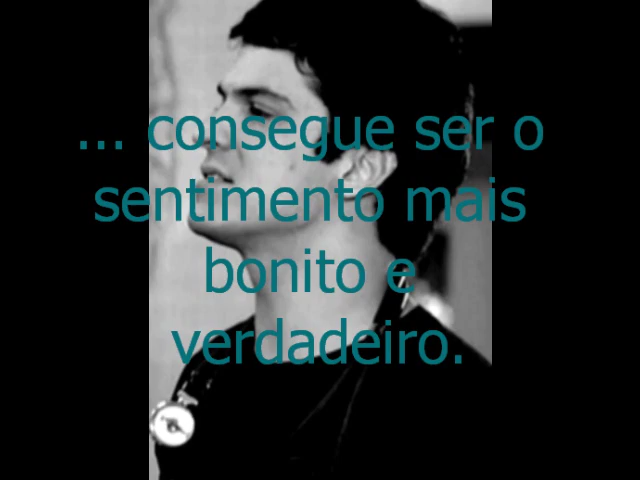 ... consegue ser o
sentimento mais
bonito e
verdadeiro.